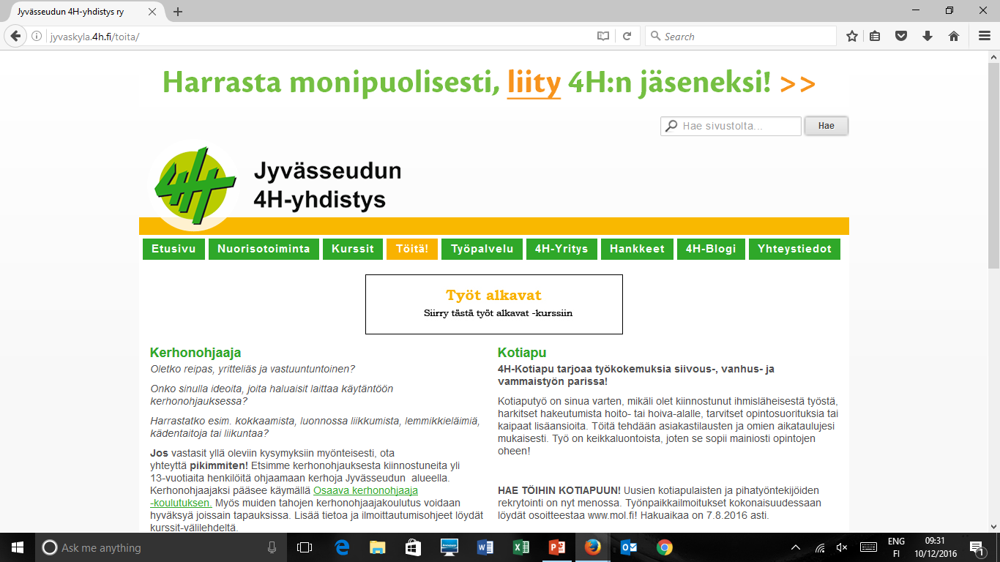 Jyvässeudun 4H-yhdistys ry
jyvaskyla.4h.fi/toita/
Search
Harrasta monipuolisesti, liity 4H:n jäseneksi! >>
Hae sivustolta...
Hae
4H
Jyvässeudun
4H-yhdistys
Etusivu Nuorisotoiminta Kurssit Töitä! Työpalvelu 4H-Yritys Hankkeet 4H-Blogi Yhteystiedot
Työt alkavat
Siirry tästä työt alkavat -kurssiin
Kerhonohjaaja
Oletko reipas, yritteliäs ja vastuuntuntoinen?
Onko sinulla ideoita, joita haluaisit laittaa käytäntöön
kerhonohjauksessa?
Harrastatko esim. kokkaamista, luonnossa liikkumista, lemmikkieläimiä,
kädentaitoja tai liikuntaa?
Jos vastasit yllä oleviin kysymyksiin myönteisesti, ota
yhteyttä pikimmiten! Etsimme kerhonohjauksesta kiinnostuneita yli
13-vuotiaita henkilöitä ohjaamaan kerhoja Jyvässeudun  alueella.
Kerhonohjaajaksi pääsee käymällä Osaava kerhonohjaaja
-koulutuksen. Myös muiden tahojen kerhonohjaajakoulutus voidaan
hyväksyä joissain tapauksissa. Lisää tietoa ja ilmoittautumisohjeet löydät
kurssit-välilehdeltä.
Kotiapu
4H-Kotiapu tarjoaa työkokemuksia siivous-, vanhus- ja
vammaistyön parissa!
Kotiaputyö on sinua varten, mikäli olet kiinnostunut ihmisläheisestä työstä,
harkitset hakeutumista hoito- tai hoiva-alalle, tarvitset opintosuorituksia tai
kaipaat lisäansioita. Töitä tehdään asiakastilausten ja omien aikataulujesi
mukaisesti. Työ on keikkaluontoista, joten se sopii mainiosti opintojen
oheen!
HAE TÖIHIN KOTIAPUUN! Uusien kotiapulaisten ja pihatyöntekijöiden
rekrytointi on nyt menossa. Työnpaikkailmoitukset kokonaisuudessaan
löydät osoitteestaa www.mol.fi! Hakuaikaa on 7.8.2016 asti.
Ask me anything
ENG
FI
09:31
10/12/2016
1